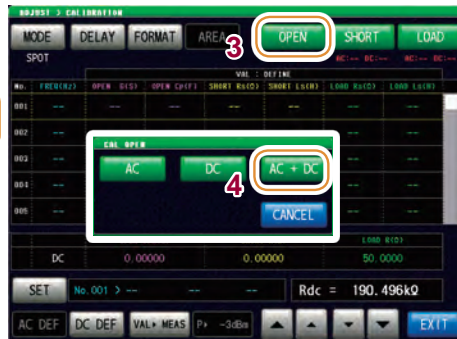 ADJUST > CALIBRATION
MODE DELAY FORMAT AREA 3 OPEN SHORT LOAD
SPOT AC:-- DC:-- AC:-- DC:--
VAL : DEFINE
No. FREQ(HZ) OPEN G(S) OPEN Cp(F) SHORT Rs(Ω) SHORT Ls(H) LOAD Rs(Ω) LOAD Ls(H)
001 -- -- -- -- -- -- --
002 -- -- --
003 -- -- --
004 -- -- --
005 -- -- --
CAL OPEN
AC DC AC + DC
4
CANCEL
LOAD R(Ω)
DC 0.00000 0.00000 50.0000
SET No.001 > -- -- Rdc = 190.496kΩ
AC DEF DC DEF VAL▸ MEAS P▸ -3dBm ▲ ▲ ▼ ▼ EXIT